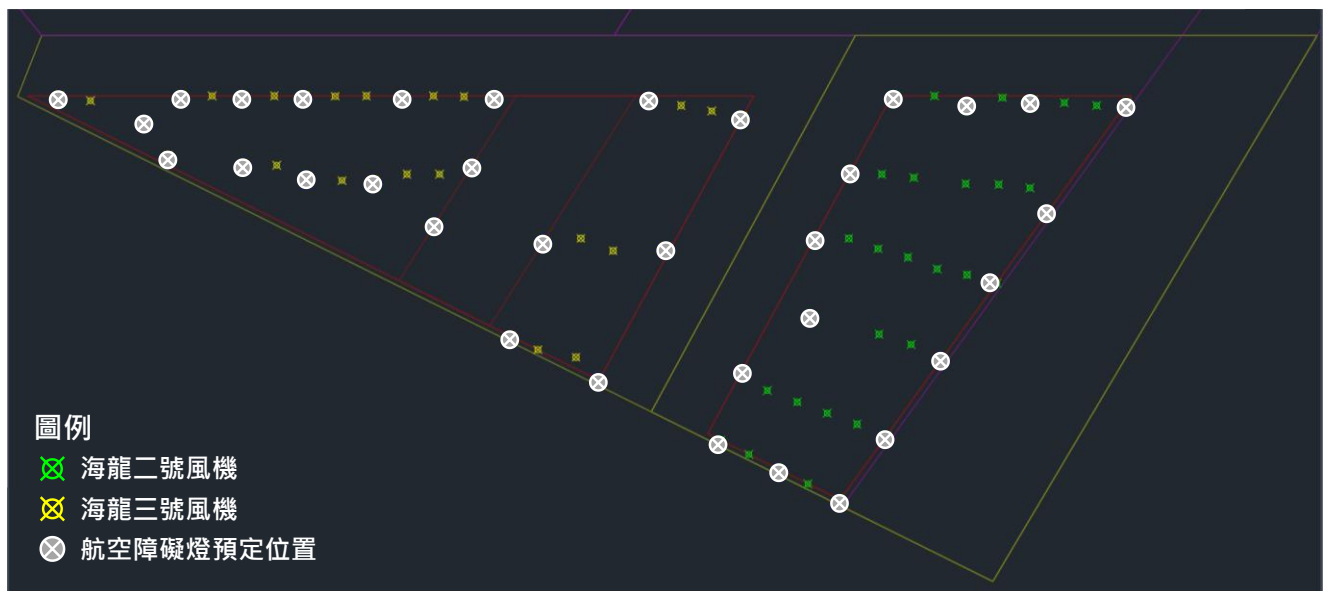 圖例
海龍二號風機
海龍三號風機
航空障礙燈預定位置